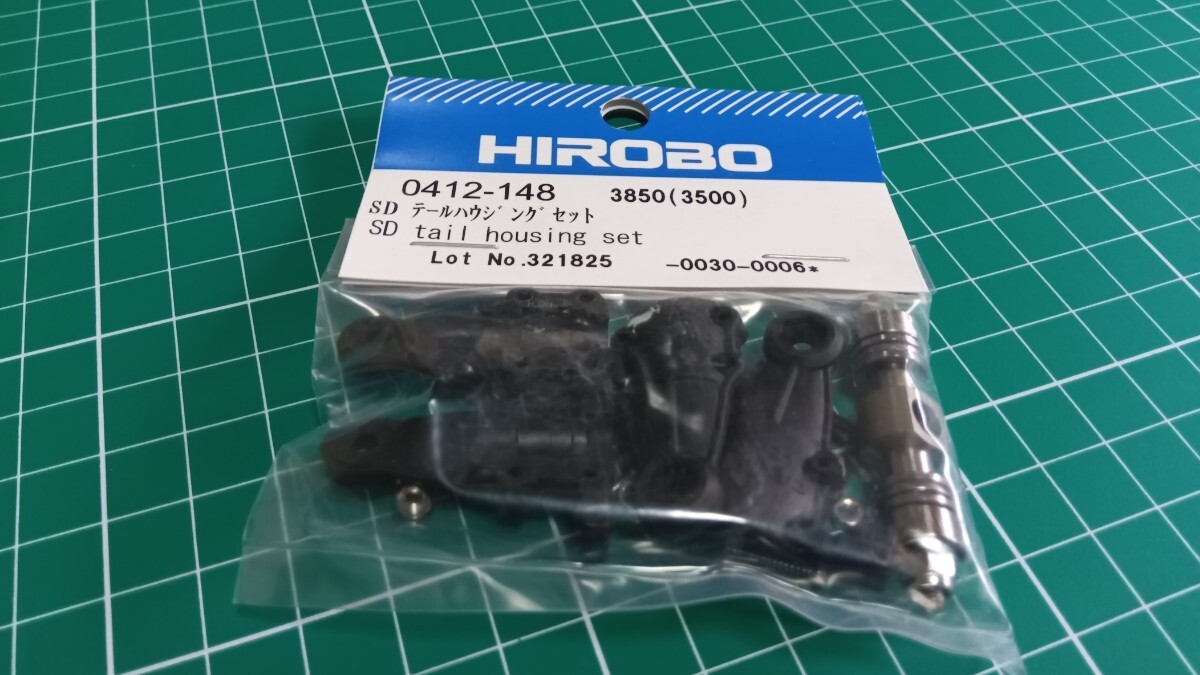 HIROBO
0412-148 3850(3500)
SD テールハウジングセット
SD tail housing set
Lot No.321825 -0030-0006*